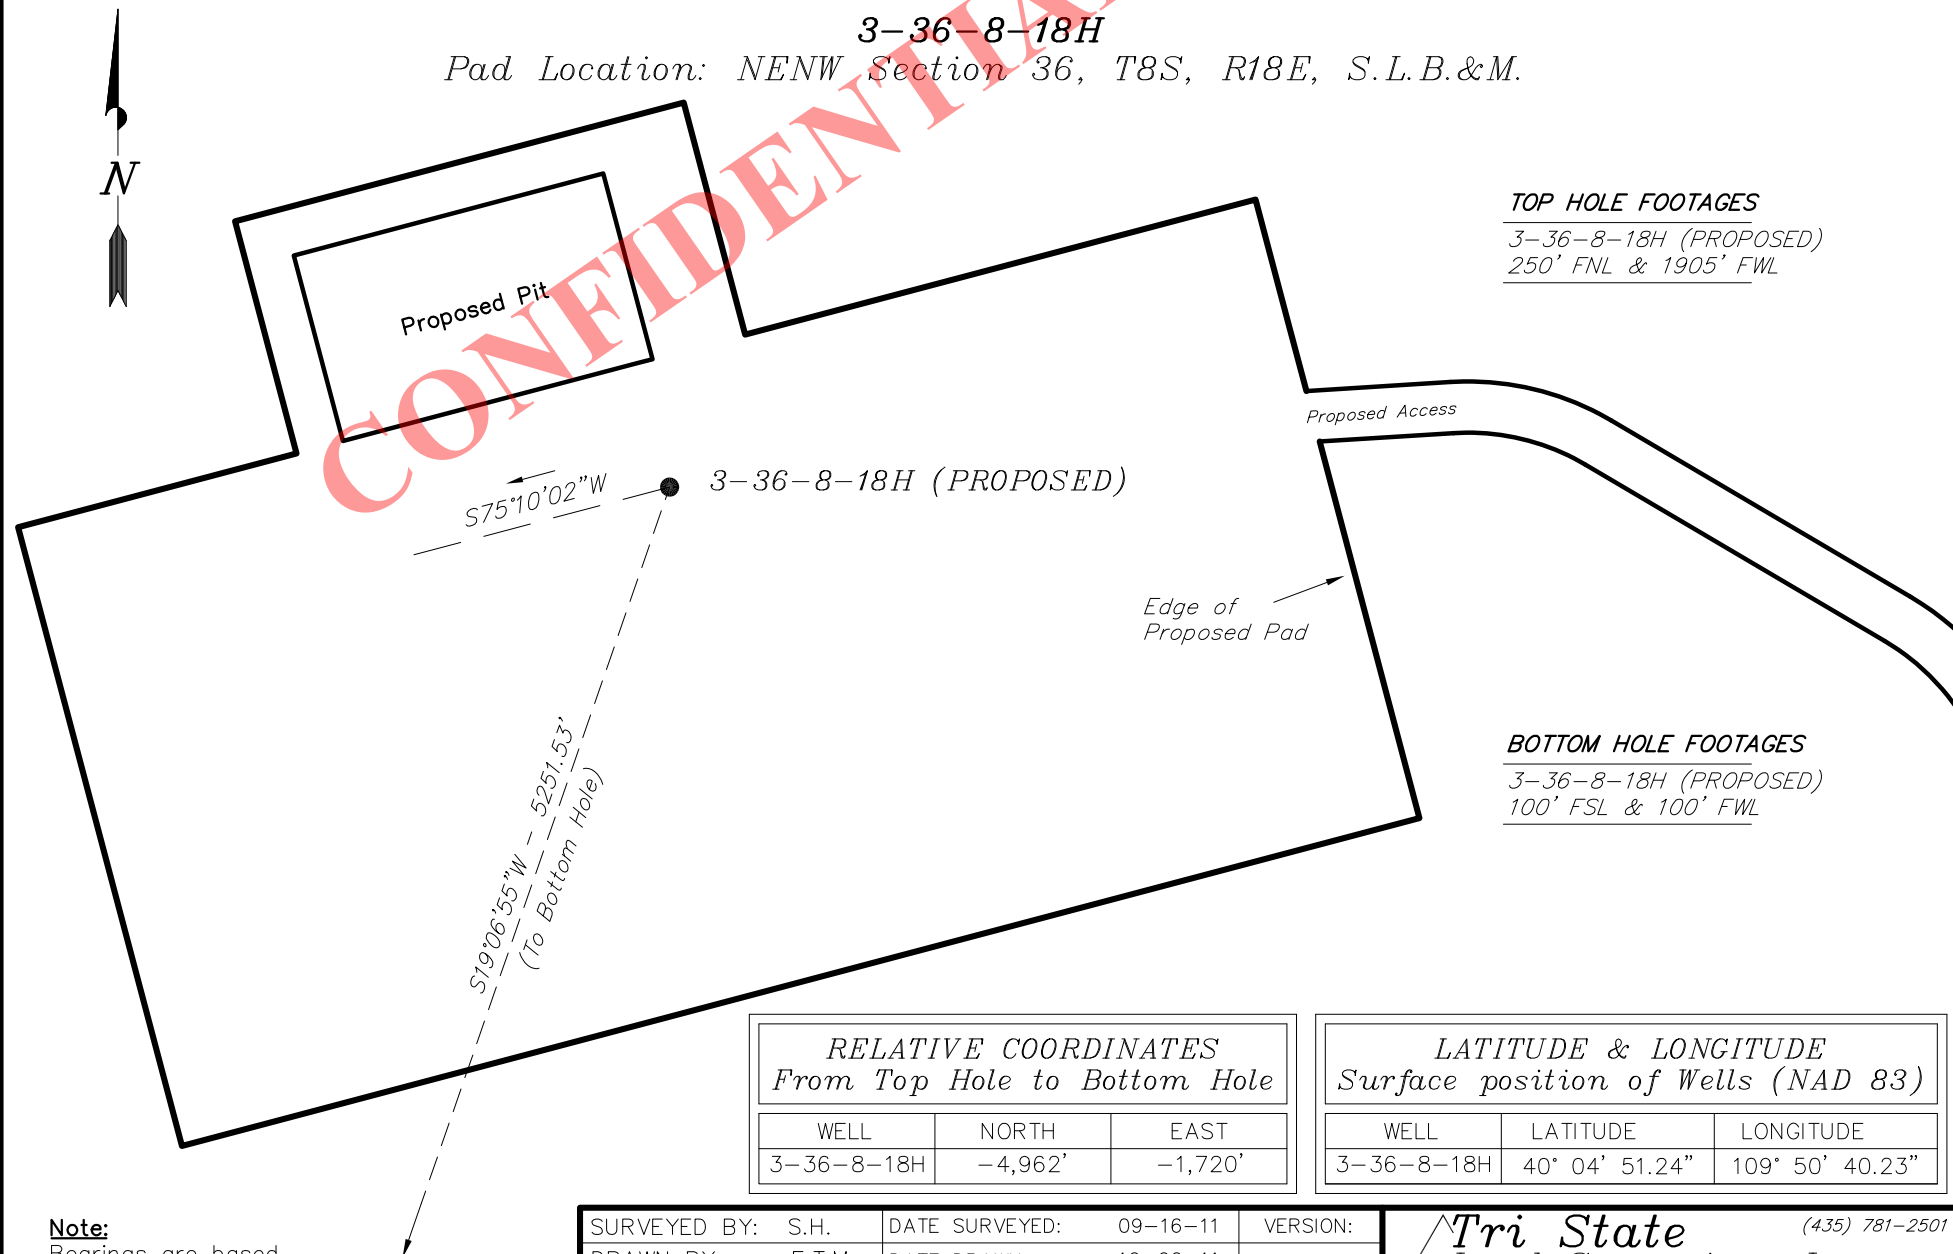 3-36-8-18H
Pad Location: NENW Section 36, T8S, R18E, S.L.B.&M.
CONFIDENTIA
N
TOP HOLE FOOTAGES
3-36-8-18H (PROPOSED)
250' FNL & 1905' FWL
Proposed Pit
Proposed Access
S75°10'02"W
3-36-8-18H (PROPOSED)
Edge of
Proposed Pad
S19°06'55"W - 5251.53'
(To Bottom Hole)
BOTTOM HOLE FOOTAGES
3-36-8-18H (PROPOSED)
100' FSL & 100' FWL
RELATIVE COORDINATES
From Top Hole to Bottom Hole
WELL NORTH EAST
3-36-8-18H -4,962' -1,720'
LATITUDE & LONGITUDE
Surface position of Wells (NAD 83)
WELL LATITUDE LONGITUDE
3-36-8-18H 40° 04' 51.24" 109° 50' 40.23"
Note:
Bearings are based
SURVEYED BY: S.H. DATE SURVEYED: 09-16-11 VERSION:
Tri State
(435) 781-2501